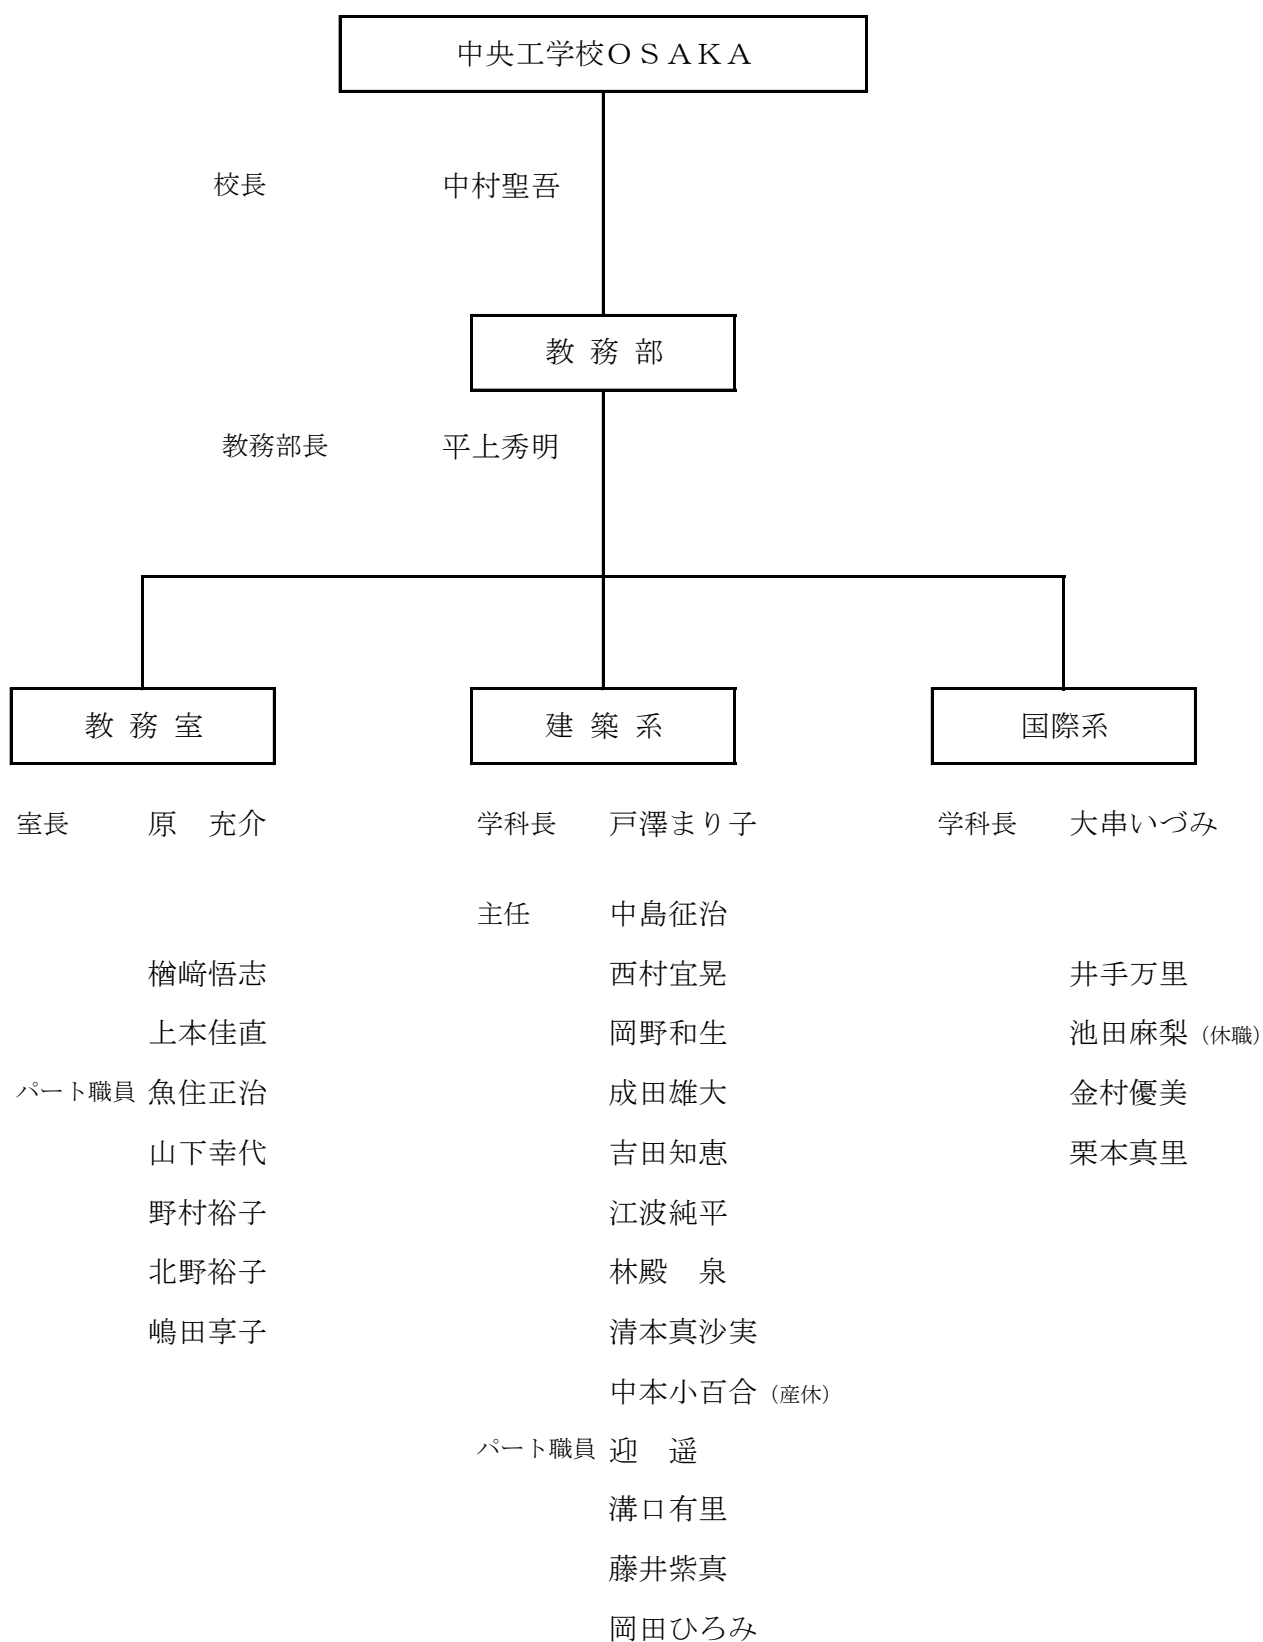 中央工学校ＯＳＡＫＡ
校長　中村聖吾
教 務 部
教務部長　平上秀明
教 務 室
室長　原　充介
楢﨑悟志
上本佳直
パート職員 魚住正治
山下幸代
野村裕子
北野裕子
嶋田享子
建 築 系
学科長　戸澤まり子
主任　中島征治
西村宜晃
岡野和生
成田雄大
吉田知恵
江波純平
林殿　泉
清本真沙実
中本小百合（産休）
パート職員 迎　遥
溝口有里
藤井紫真
岡田ひろみ
国際系
学科長　大串いづみ
井手万里
池田麻梨（休職）
金村優美
栗本真里